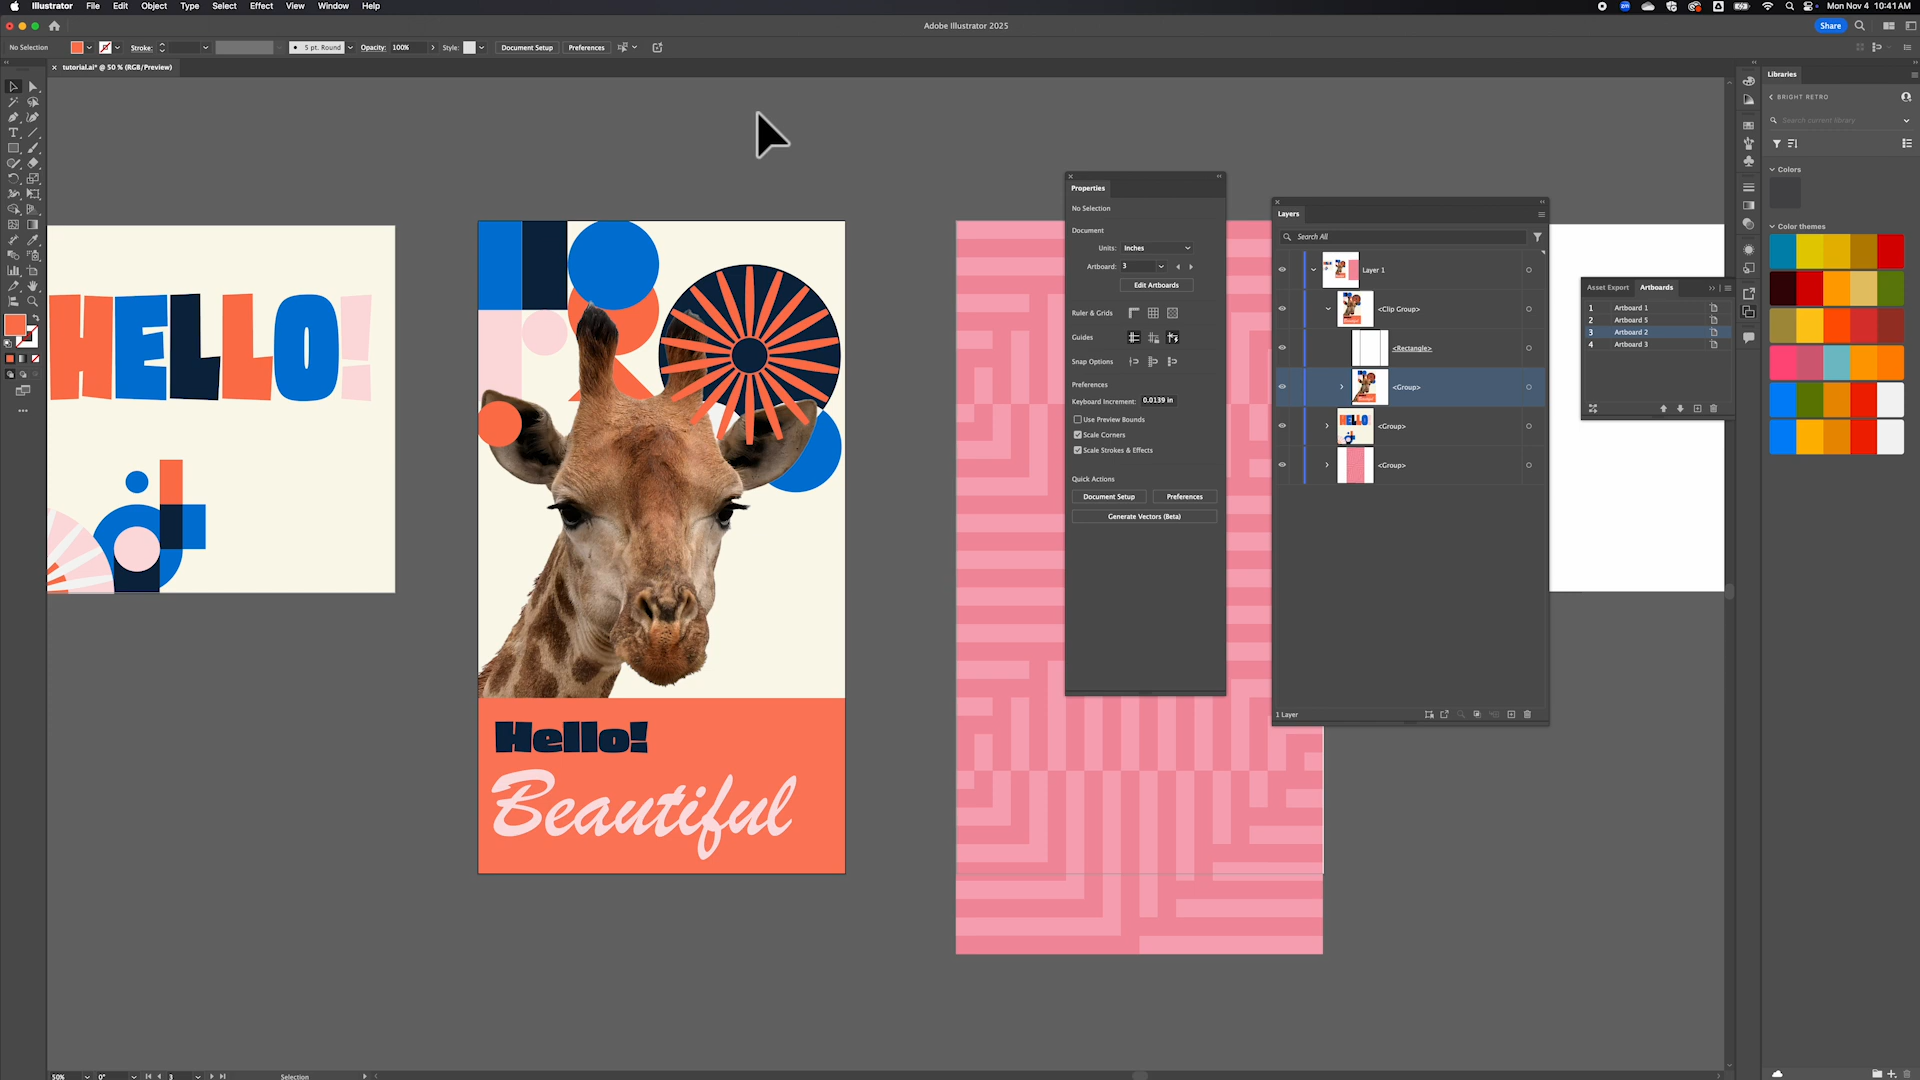 Illustrator File Edit Object Type Select Effect View Window Help
Mon Nov 4 10:41 AM
Adobe Illustrator 2025
Share
No Selection
Stroke:
5 pt. Round
Opacity: 100%
Style:
Document Setup
Preferences
× tutorial.ai* @ 50 % (RGB/Preview)
HELLO!
Hello!
Beautiful
Properties
No Selection
Document
Units: Inches
Artboard: 3
Edit Artboards
Ruler & Grids
Guides
Snap Options
Preferences
Keyboard Increment: 0.0139 in
Use Preview Bounds
Scale Corners
Scale Strokes & Effects
Quick Actions
Document Setup
Preferences
Generate Vectors (Beta)
Layers
Search All
Layer 1
<Clip Group>
<Rectangle>
<Group>
<Group>
<Group>
1 Layer
Asset Export Artboards
1 Artboard 1
2 Artboard 5
3 Artboard 2
4 Artboard 3
Libraries
BRIGHT RETRO
Search current library
Colors
Color themes
50%
0°
3
Selection